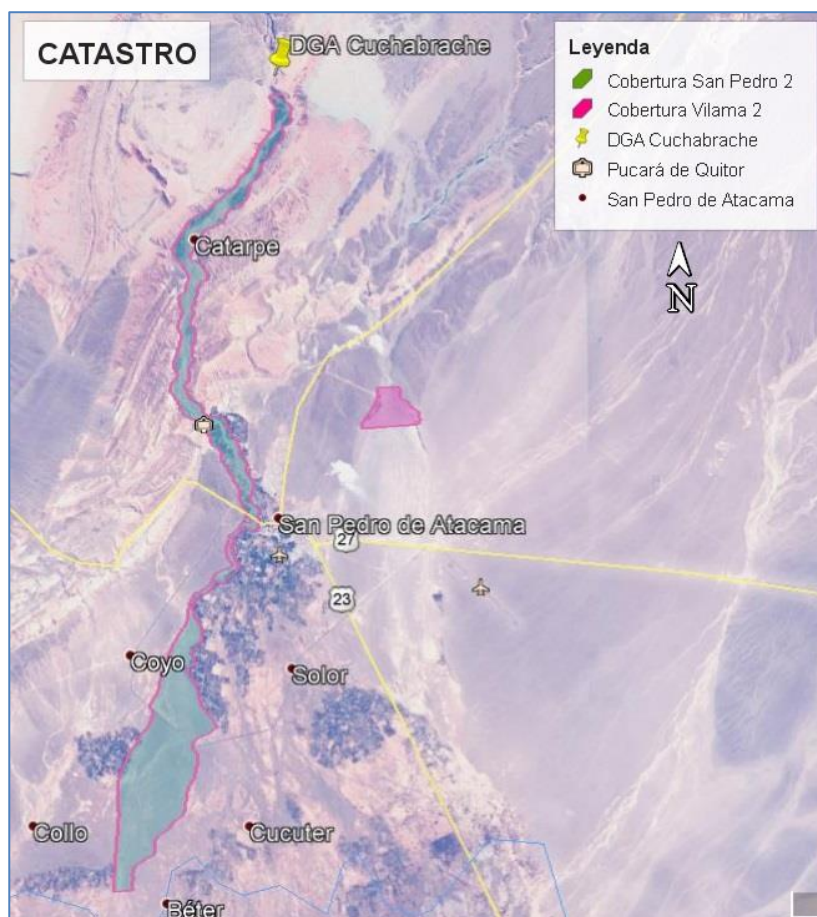 CATASTRO
DGA Cuchabrache
Leyenda
Cobertura San Pedro 2
Cobertura Vilama 2
DGA Cuchabrache
Pucará de Quitor
San Pedro de Atacama
N
Catarpe
San Pedro de Atacama
27
23
Coyo
Solor
Collo
Cucuter
Béter